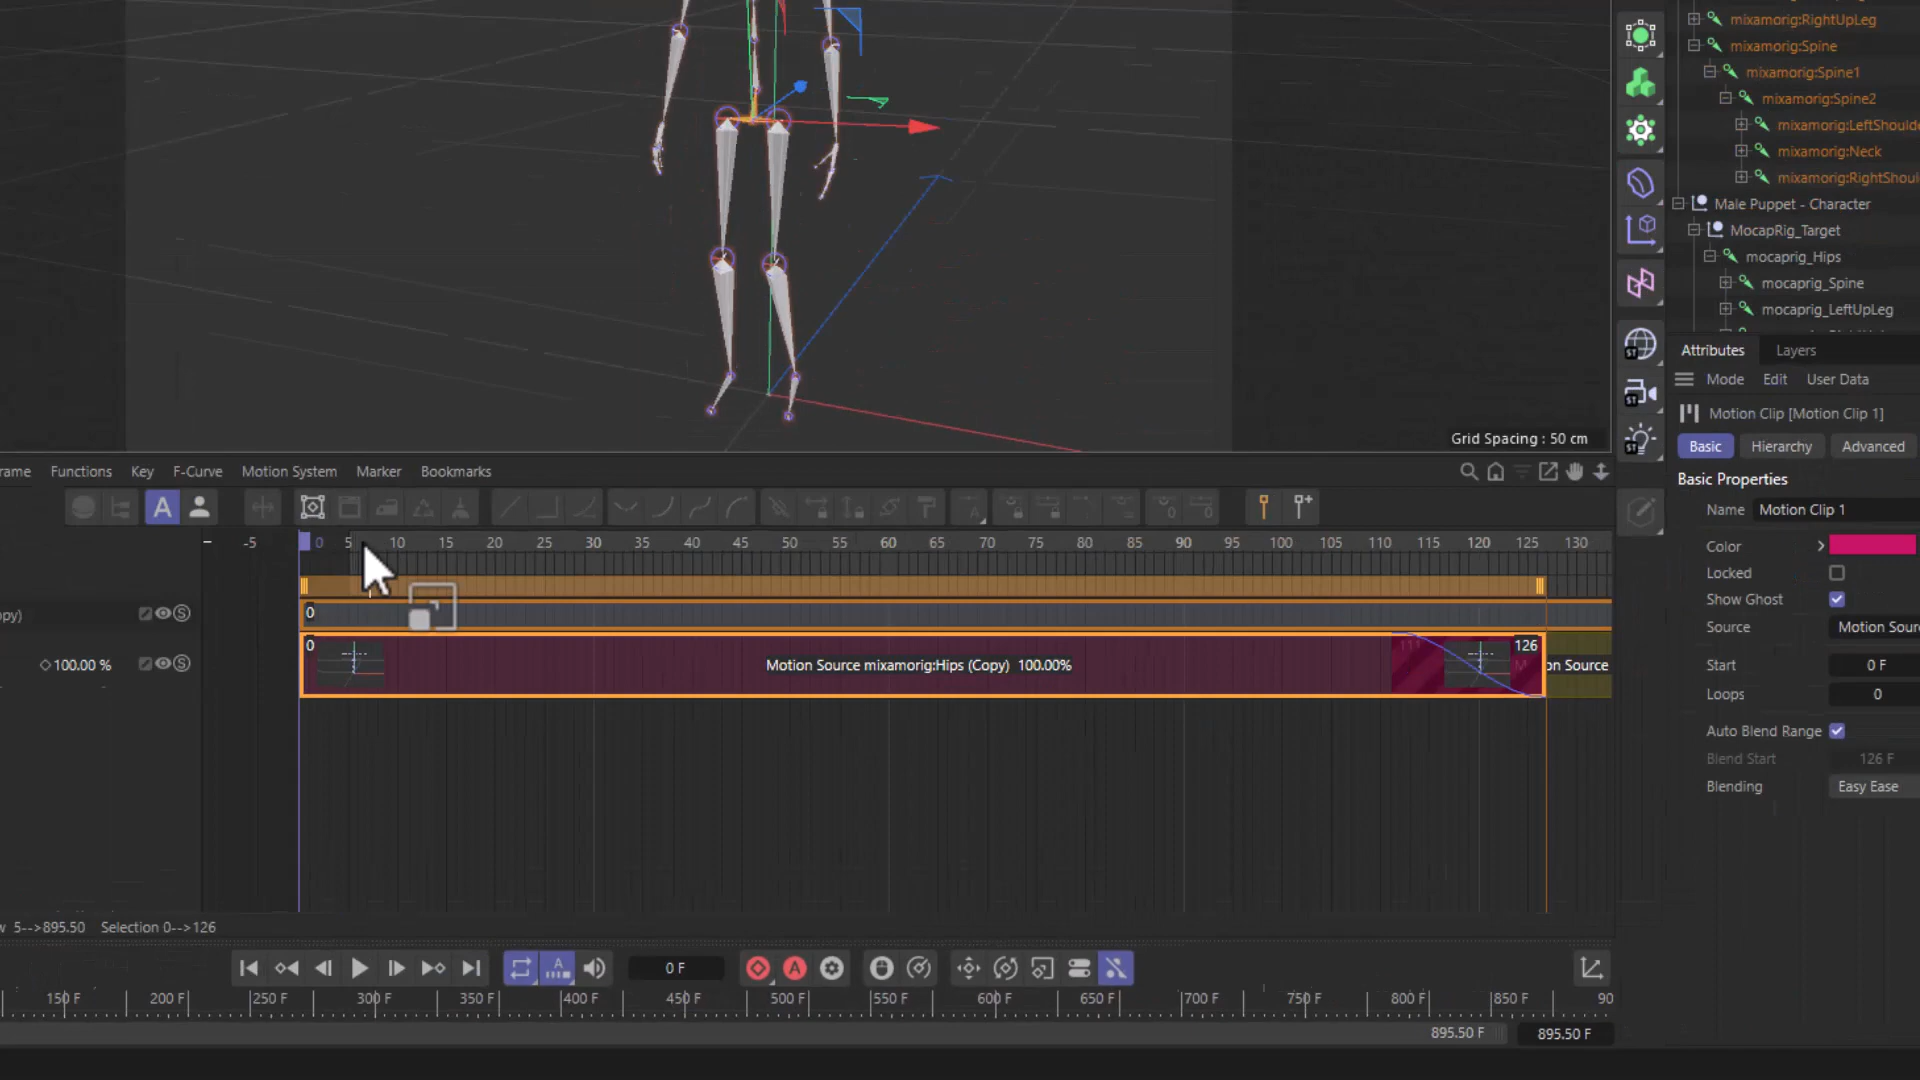 mixamorig:RightUpLeg
mixamorig:Spine
mixamorig:Spine1
mixamorig:Spine2
mixamorig:LeftShoulde
mixamorig:Neck
mixamorig:RightShoul
Male Puppet - Character
MocapRig_Target
mocaprig_Hips
mocaprig_Spine
mocaprig_LeftUpLeg
Attributes Layers
Mode Edit User Data
Motion Clip [Motion Clip 1]
Basic Hierarchy Advanced
Basic Properties
Name Motion Clip 1
Color
Locked
Show Ghost
Source Motion Sour
Start 0 F
Loops 0
Auto Blend Range
Blend Start 126 F
Blending Easy Ease
Grid Spacing : 50 cm
rame Functions Key F-Curve Motion System Marker Bookmarks
-5 0 5 10 15 20 25 30 35 40 45 50 55 60 65 70 75 80 85 90 95 100 105 110 115 120 125 130
opy) 0
0 111 126
100.00 % Motion Source mixamorig:Hips (Copy) 100.00% on Source
5-->895.50 Selection 0-->126
0 F
150 F 200 F 250 F 300 F 350 F 400 F 450 F 500 F 550 F 600 F 650 F 700 F 750 F 800 F 850 F 90
895.50 F 895.50 F